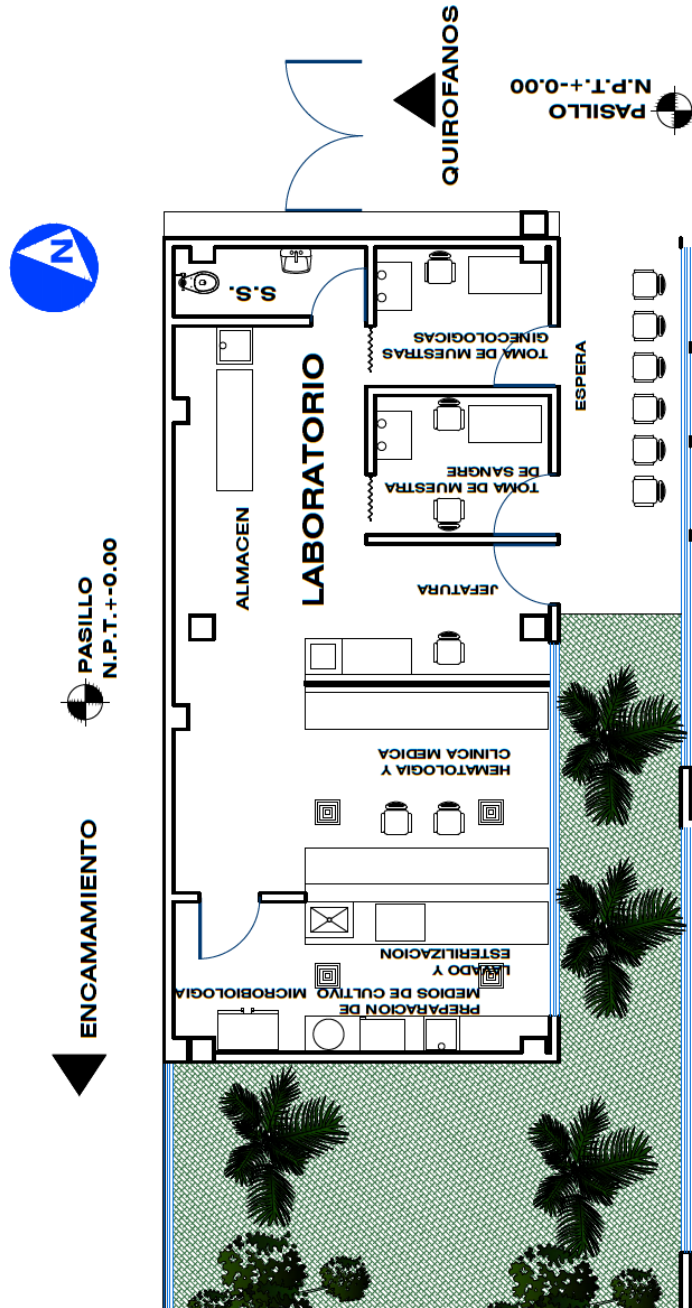 QUIROFANOS
PASILLO
N.P.T.+-0.00
N
S.S.
TOMA DE MUESTRAS
GINECOLOGICAS
ESPERA
LABORATORIO
TOMA DE MUESTRA
DE SANGRE
ALMACEN
JEFATURA
PASILLO
N.P.T.+-0.00
HEMATOLOGIA Y
CLINICA MEDICA
ENCAMAMIENTO
LAVADO Y
ESTERILIZACION
MICROBIOLOGIA
PREPARACION DE
MEDIOS DE CULTIVO